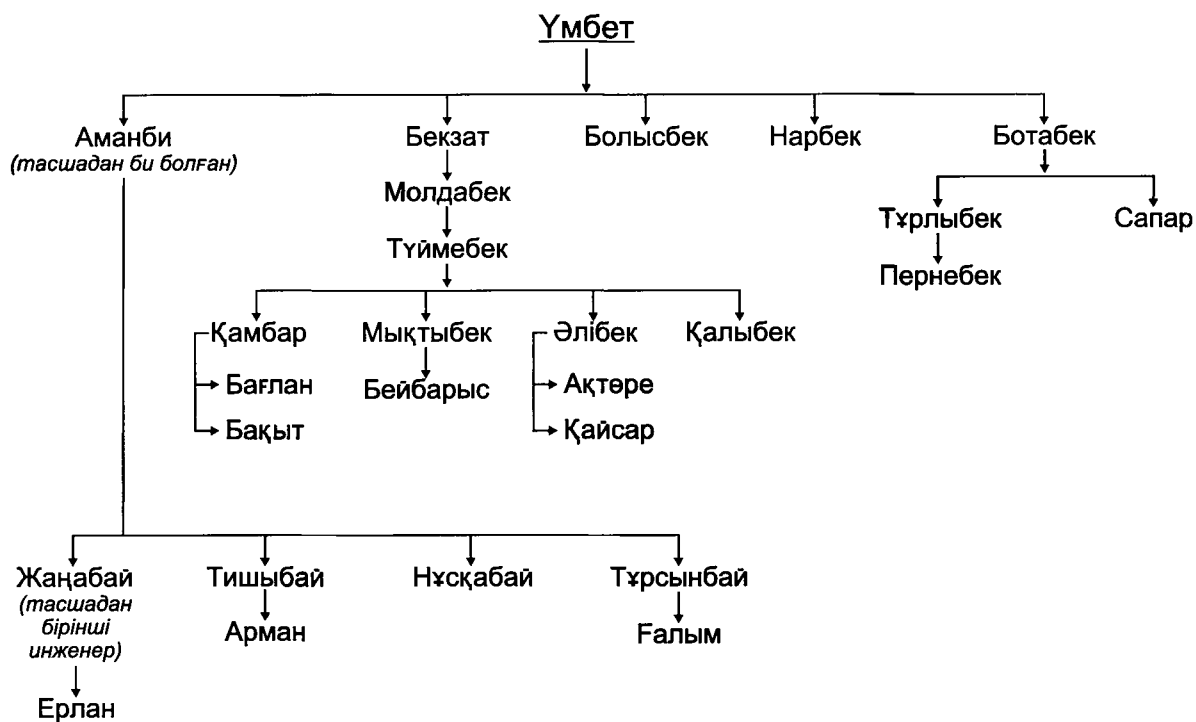 Үмбет
Аманби
(тасшадан би болған)
Бекзат
Болысбек
Нарбек
Ботабек
Молдабек
Түймебек
Тұрлыбек
Сапар
Пернебек
Қамбар
Мықтыбек
Әлібек
Қалыбек
Бағлан
Бейбарыс
Ақтөре
Бақыт
Қайсар
Жаңабай
(тасшадан
бірінші
инженер)
Тишыбай
Нұсқабай
Тұрсынбай
Арман
Ғалым
Ерлан